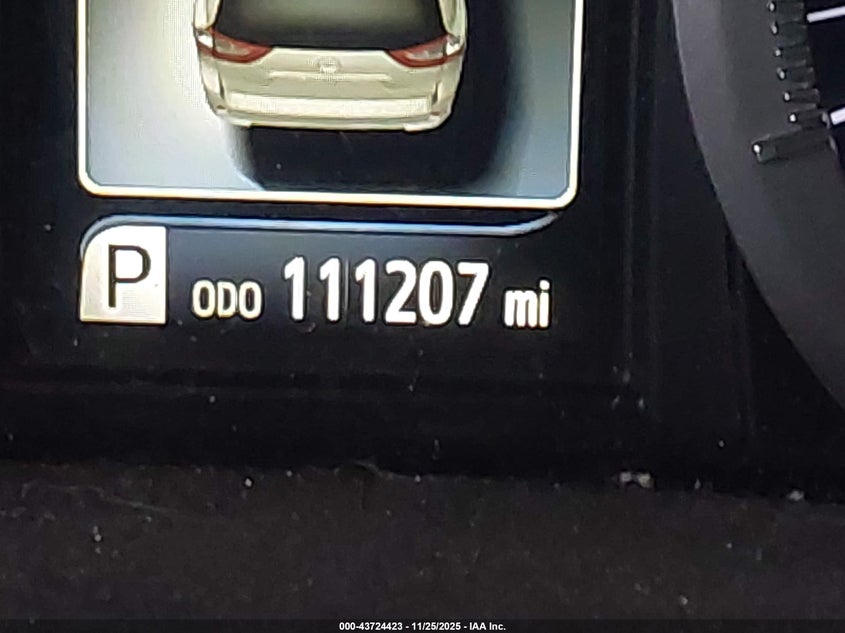 P ODO 111207 mi
000-43724423 - 11/25/2025 - IAA Inc.